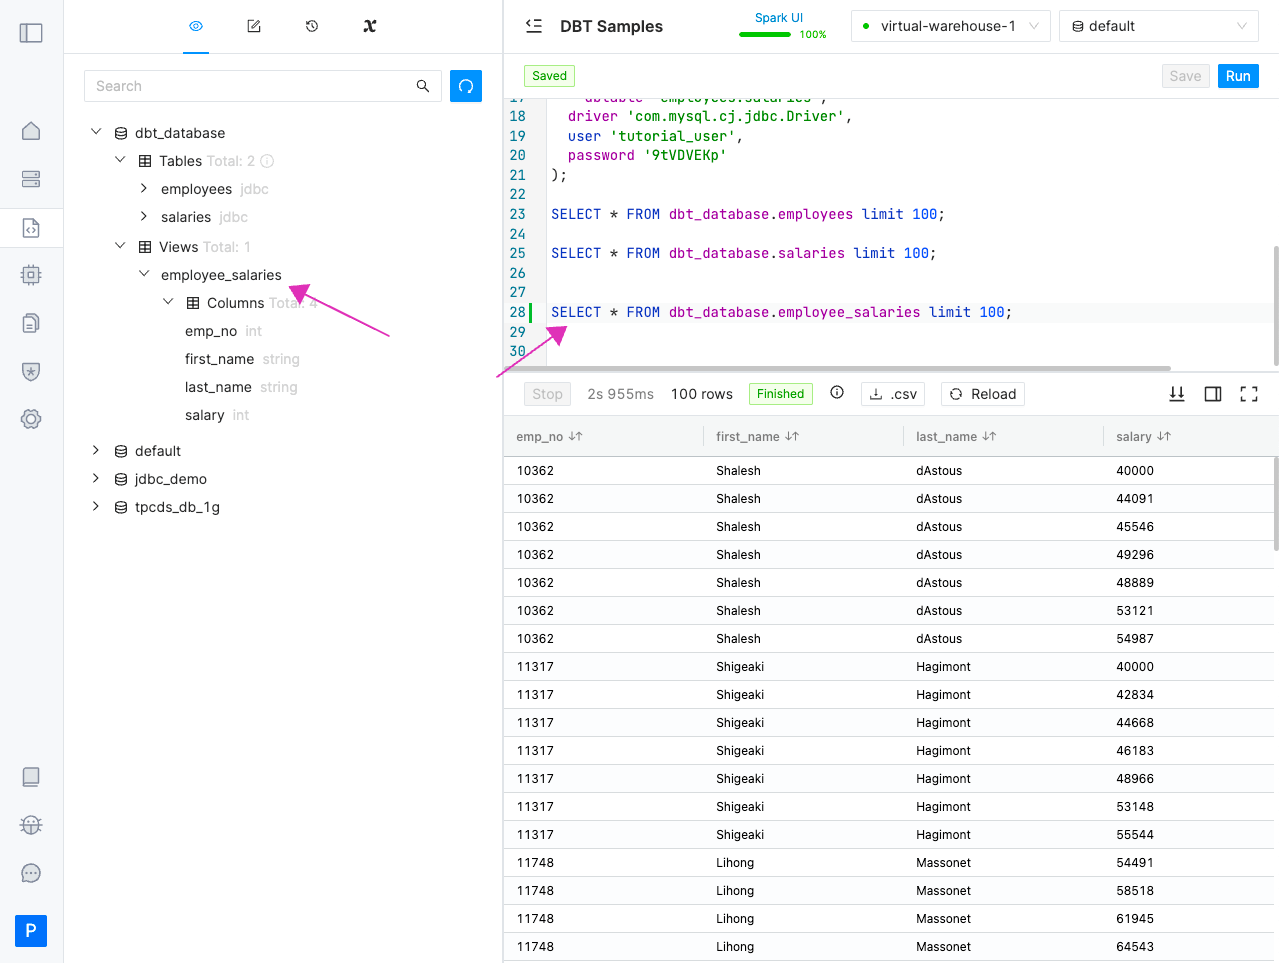 DBT Samples
Spark UI
100%
virtual-warehouse-1
default
Search
Saved
Save
Run
dbt_database
Tables Total: 2
employees jdbc
salaries jdbc
Views Total: 1
employee_salaries
Columns Total: 4
emp_no int
first_name string
last_name string
salary int
default
jdbc_demo
tpcds_db_1g
P
17 dbtable 'employees.salaries',
18 driver 'com.mysql.cj.jdbc.Driver',
19 user 'tutorial_user',
20 password '9tVDVEKp'
21 );
22
23 SELECT * FROM dbt_database.employees limit 100;
24
25 SELECT * FROM dbt_database.salaries limit 100;
26
27
28 SELECT * FROM dbt_database.employee_salaries limit 100;
29
30
Stop 2s 955ms 100 rows Finished .csv Reload
emp_no first_name last_name salary
10362 Shalesh dAstous 40000
10362 Shalesh dAstous 44091
10362 Shalesh dAstous 45546
10362 Shalesh dAstous 49296
10362 Shalesh dAstous 48889
10362 Shalesh dAstous 53121
10362 Shalesh dAstous 54987
11317 Shigeaki Hagimont 40000
11317 Shigeaki Hagimont 42834
11317 Shigeaki Hagimont 44668
11317 Shigeaki Hagimont 46183
11317 Shigeaki Hagimont 48966
11317 Shigeaki Hagimont 53148
11317 Shigeaki Hagimont 55544
11748 Lihong Massonet 54491
11748 Lihong Massonet 58518
11748 Lihong Massonet 61945
11748 Lihong Massonet 64543